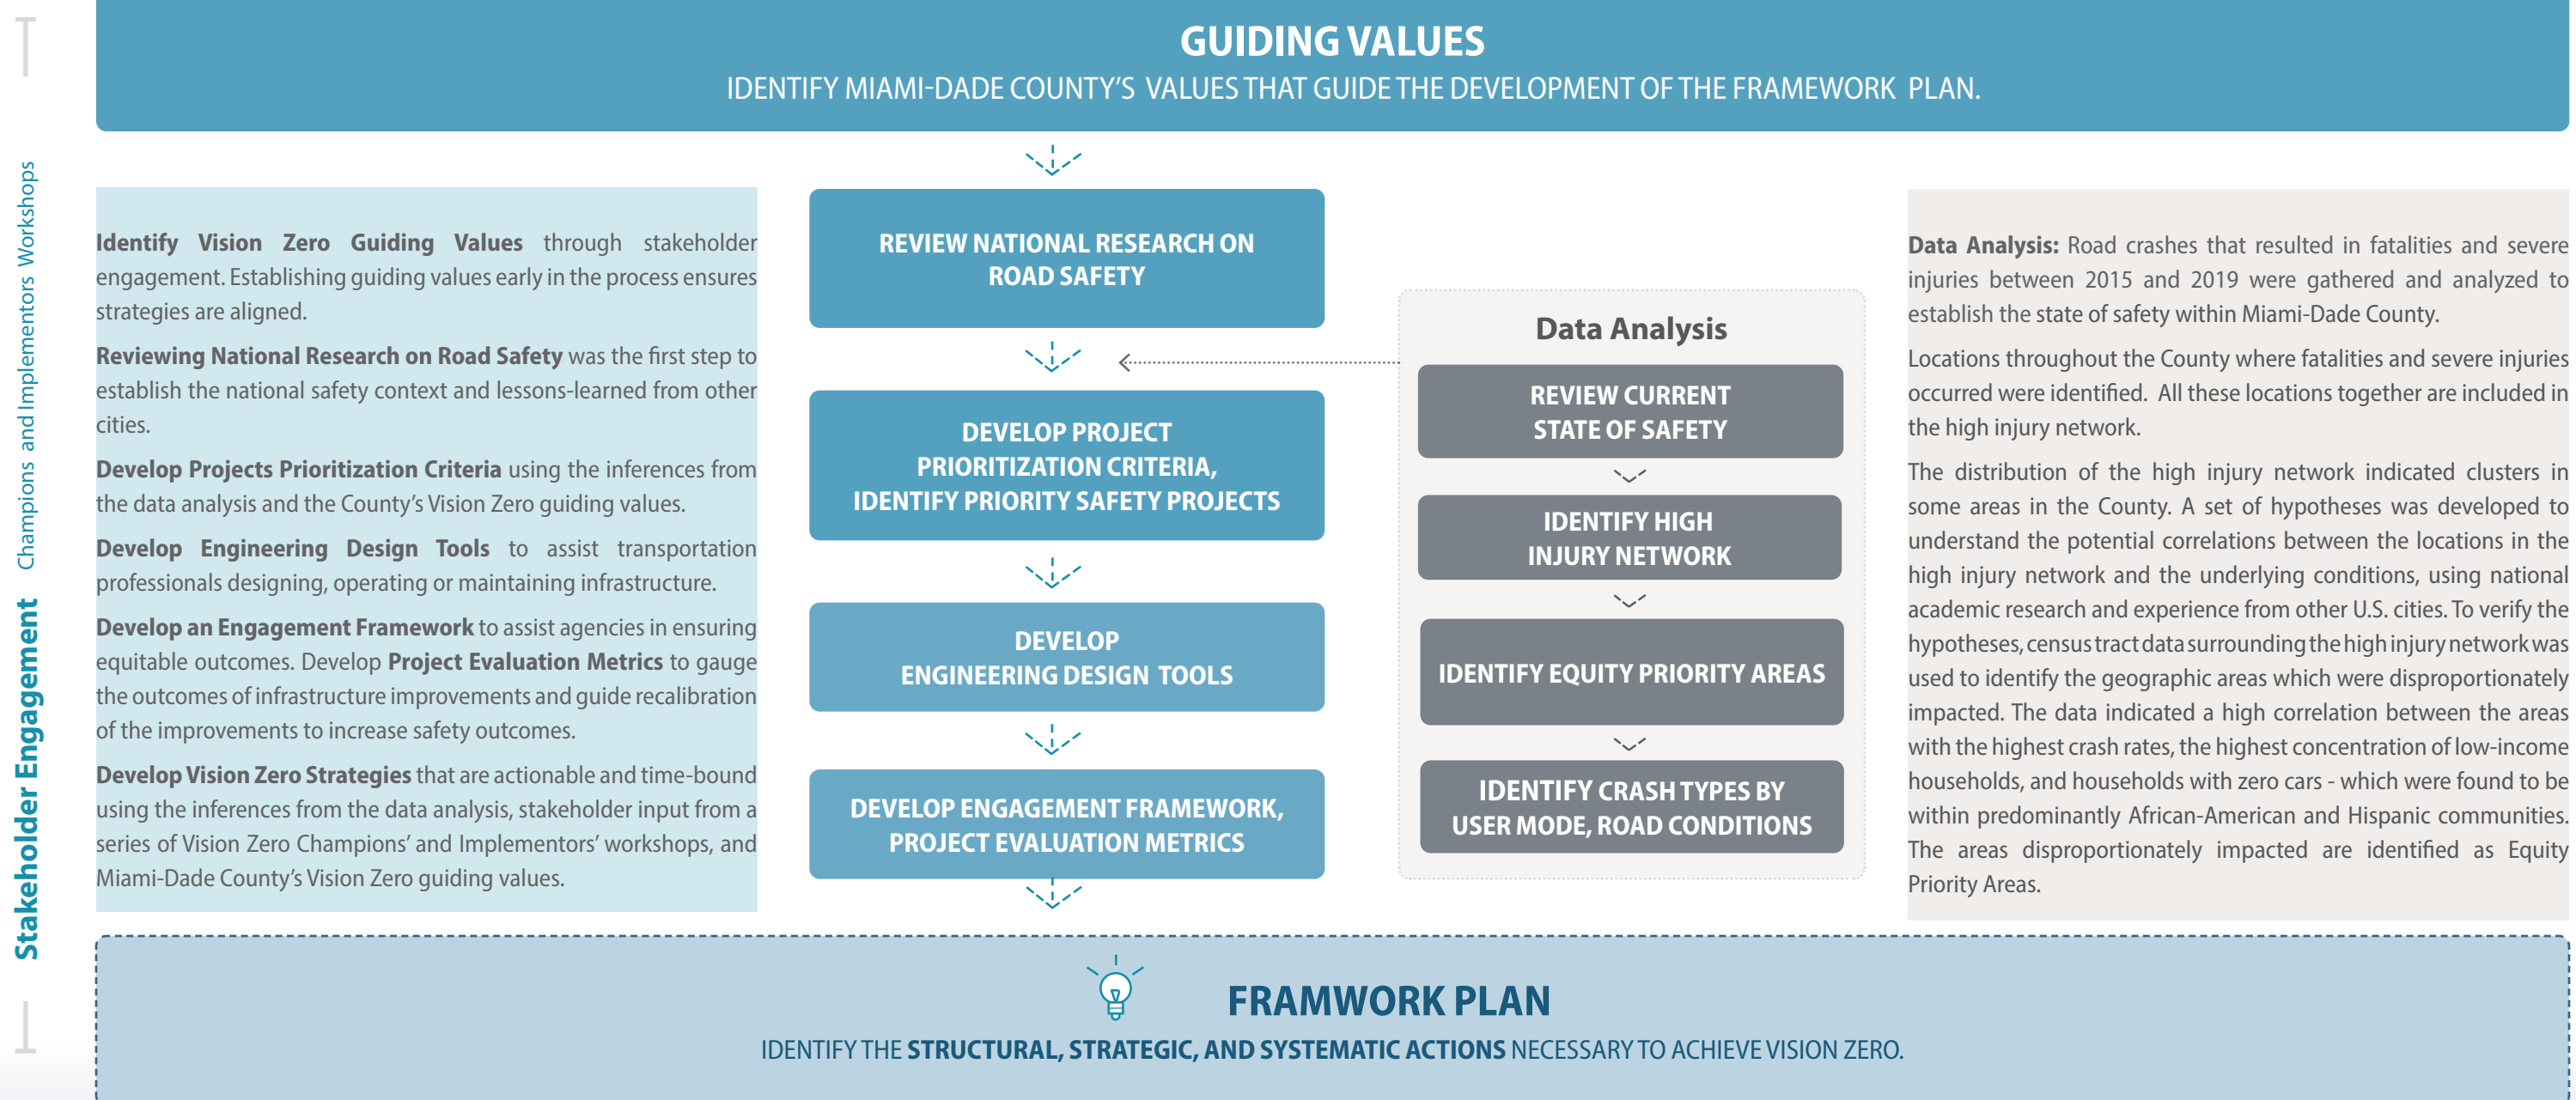 GUIDING VALUES
IDENTIFY MIAMI-DADE COUNTY'S VALUES THAT GUIDE THE DEVELOPMENT OF THE FRAMEWORK PLAN.
Stakeholder Engagement Champions and Implementors Workshops
Identify Vision Zero Guiding Values through stakeholder
engagement. Establishing guiding values early in the process ensures
strategies are aligned.
Reviewing National Research on Road Safety was the first step to
establish the national safety context and lessons-learned from other
cities.
Develop Projects Prioritization Criteria using the inferences from
the data analysis and the County's Vision Zero guiding values.
Develop Engineering Design Tools to assist transportation
professionals designing, operating or maintaining infrastructure.
Develop an Engagement Framework to assist agencies in ensuring
equitable outcomes. Develop Project Evaluation Metrics to gauge
the outcomes of infrastructure improvements and guide recalibration
of the improvements to increase safety outcomes.
Develop Vision Zero Strategies that are actionable and time-bound
using the inferences from the data analysis, stakeholder input from a
series of Vision Zero Champions' and Implementors' workshops, and
Miami-Dade County's Vision Zero guiding values.
REVIEW NATIONAL RESEARCH ON
ROAD SAFETY
DEVELOP PROJECT
PRIORITIZATION CRITERIA,
IDENTIFY PRIORITY SAFETY PROJECTS
DEVELOP
ENGINEERING DESIGN TOOLS
DEVELOP ENGAGEMENT FRAMEWORK,
PROJECT EVALUATION METRICS
Data Analysis
REVIEW CURRENT
STATE OF SAFETY
IDENTIFY HIGH
INJURY NETWORK
IDENTIFY EQUITY PRIORITY AREAS
IDENTIFY CRASH TYPES BY
USER MODE, ROAD CONDITIONS
Data Analysis: Road crashes that resulted in fatalities and severe
injuries between 2015 and 2019 were gathered and analyzed to
establish the state of safety within Miami-Dade County.
Locations throughout the County where fatalities and severe injuries
occurred were identified. All these locations together are included in
the high injury network.
The distribution of the high injury network indicated clusters in
some areas in the County. A set of hypotheses was developed to
understand the potential correlations between the locations in the
high injury network and the underlying conditions, using national
academic research and experience from other U.S. cities. To verify the
hypotheses, census tract data surrounding the high injury network was
used to identify the geographic areas which were disproportionately
impacted. The data indicated a high correlation between the areas
with the highest crash rates, the highest concentration of low-income
households, and households with zero cars - which were found to be
within predominantly African-American and Hispanic communities.
The areas disproportionately impacted are identified as Equity
Priority Areas.
FRAMWORK PLAN
IDENTIFY THE STRUCTURAL, STRATEGIC, AND SYSTEMATIC ACTIONS NECESSARY TO ACHIEVE VISION ZERO.